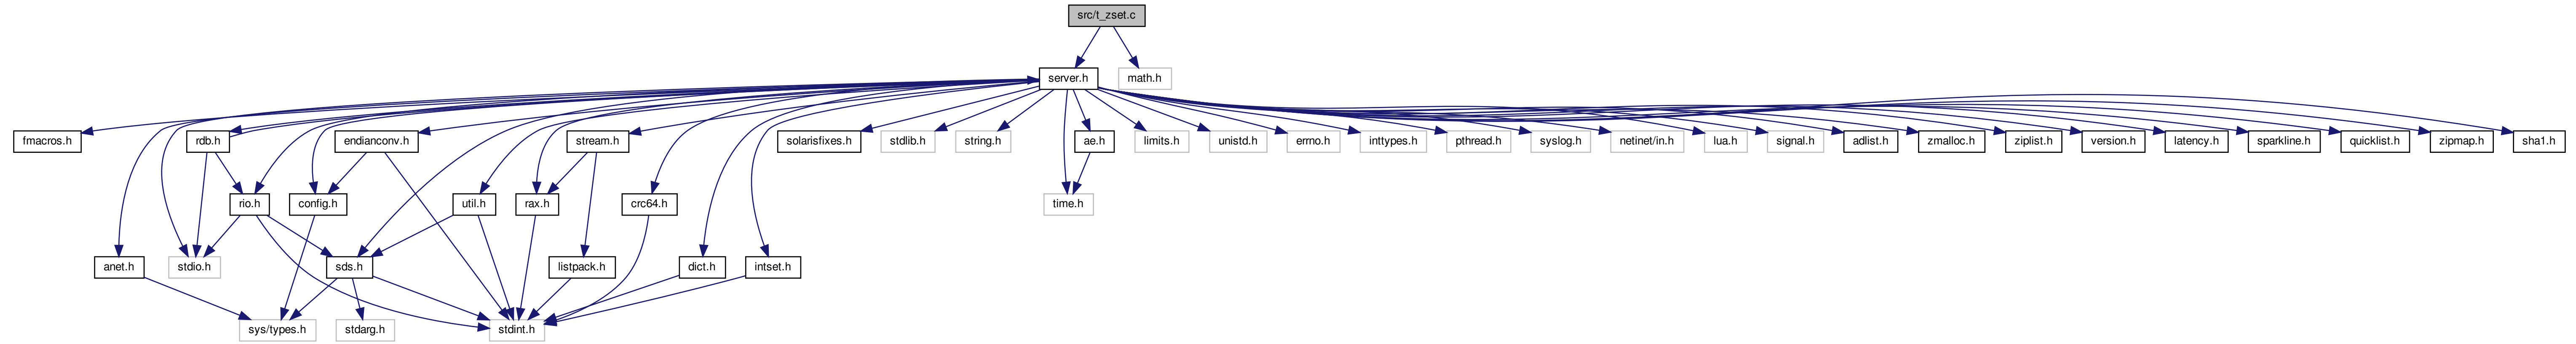 src/t_zset.c
server.h
math.h
fmacros.h
rdb.h
endianconv.h
stream.h
solarisfixes.h
stdlib.h
string.h
ae.h
limits.h
unistd.h
errno.h
inttypes.h
pthread.h
syslog.h
netinet/in.h
lua.h
signal.h
adlist.h
zmalloc.h
ziplist.h
version.h
latency.h
sparkline.h
quicklist.h
zipmap.h
sha1.h
rio.h
config.h
util.h
rax.h
crc64.h
time.h
anet.h
stdio.h
sds.h
listpack.h
dict.h
intset.h
sys/types.h
stdarg.h
stdint.h